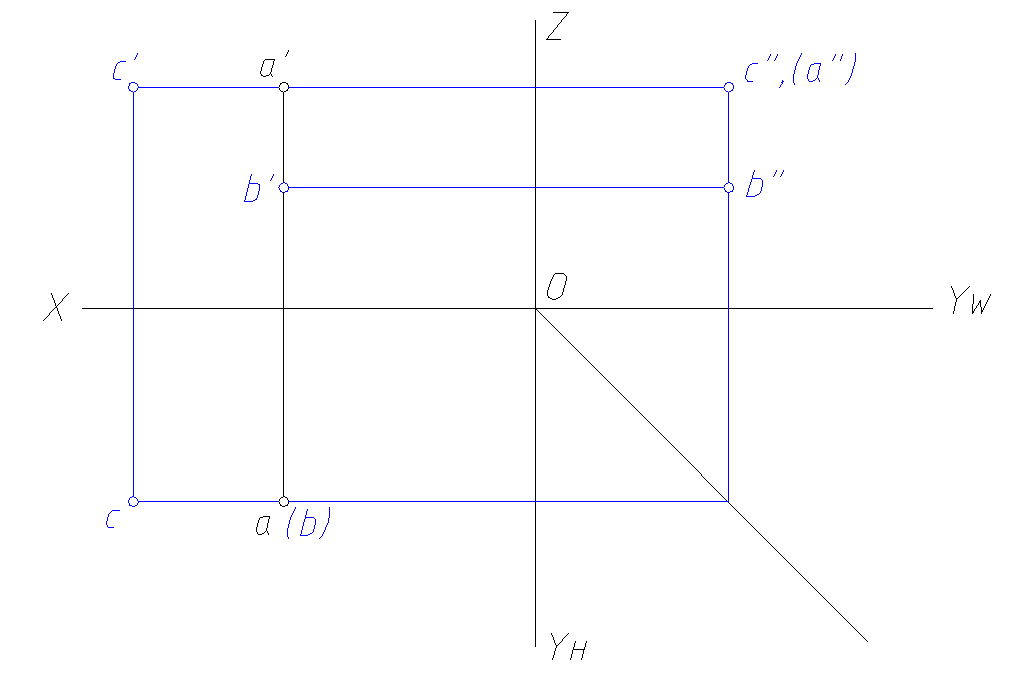 Z
c′ a′ c″,(a″)
b′ b″
X O Yw
c a (b)
YH